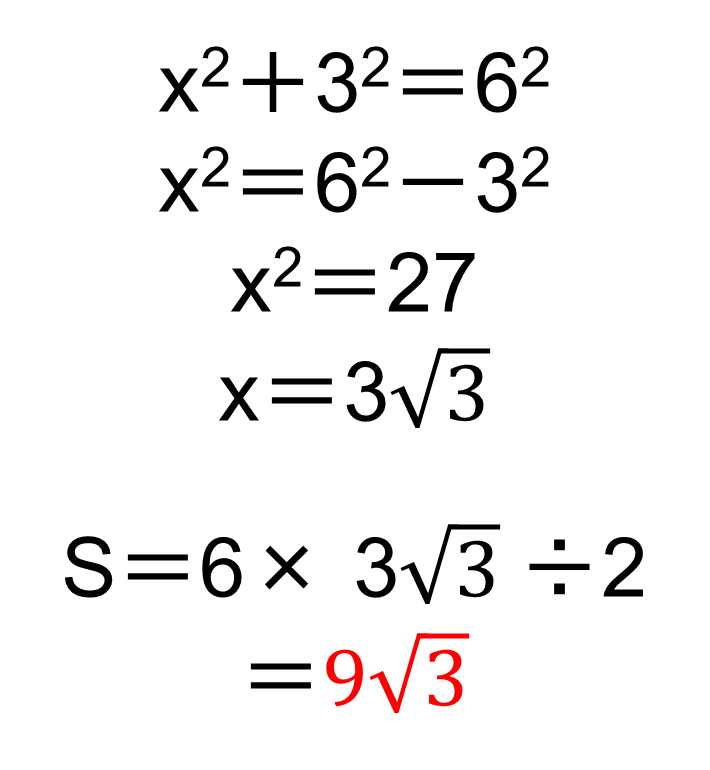 x²＋3²＝6²
x²＝6²－3²
x²＝27
x＝3√3
S＝6× 3√3 ÷2
＝9√3